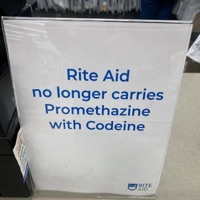 Rite Aid
no longer carries
Promethazine
with Codeine
RITE
AID